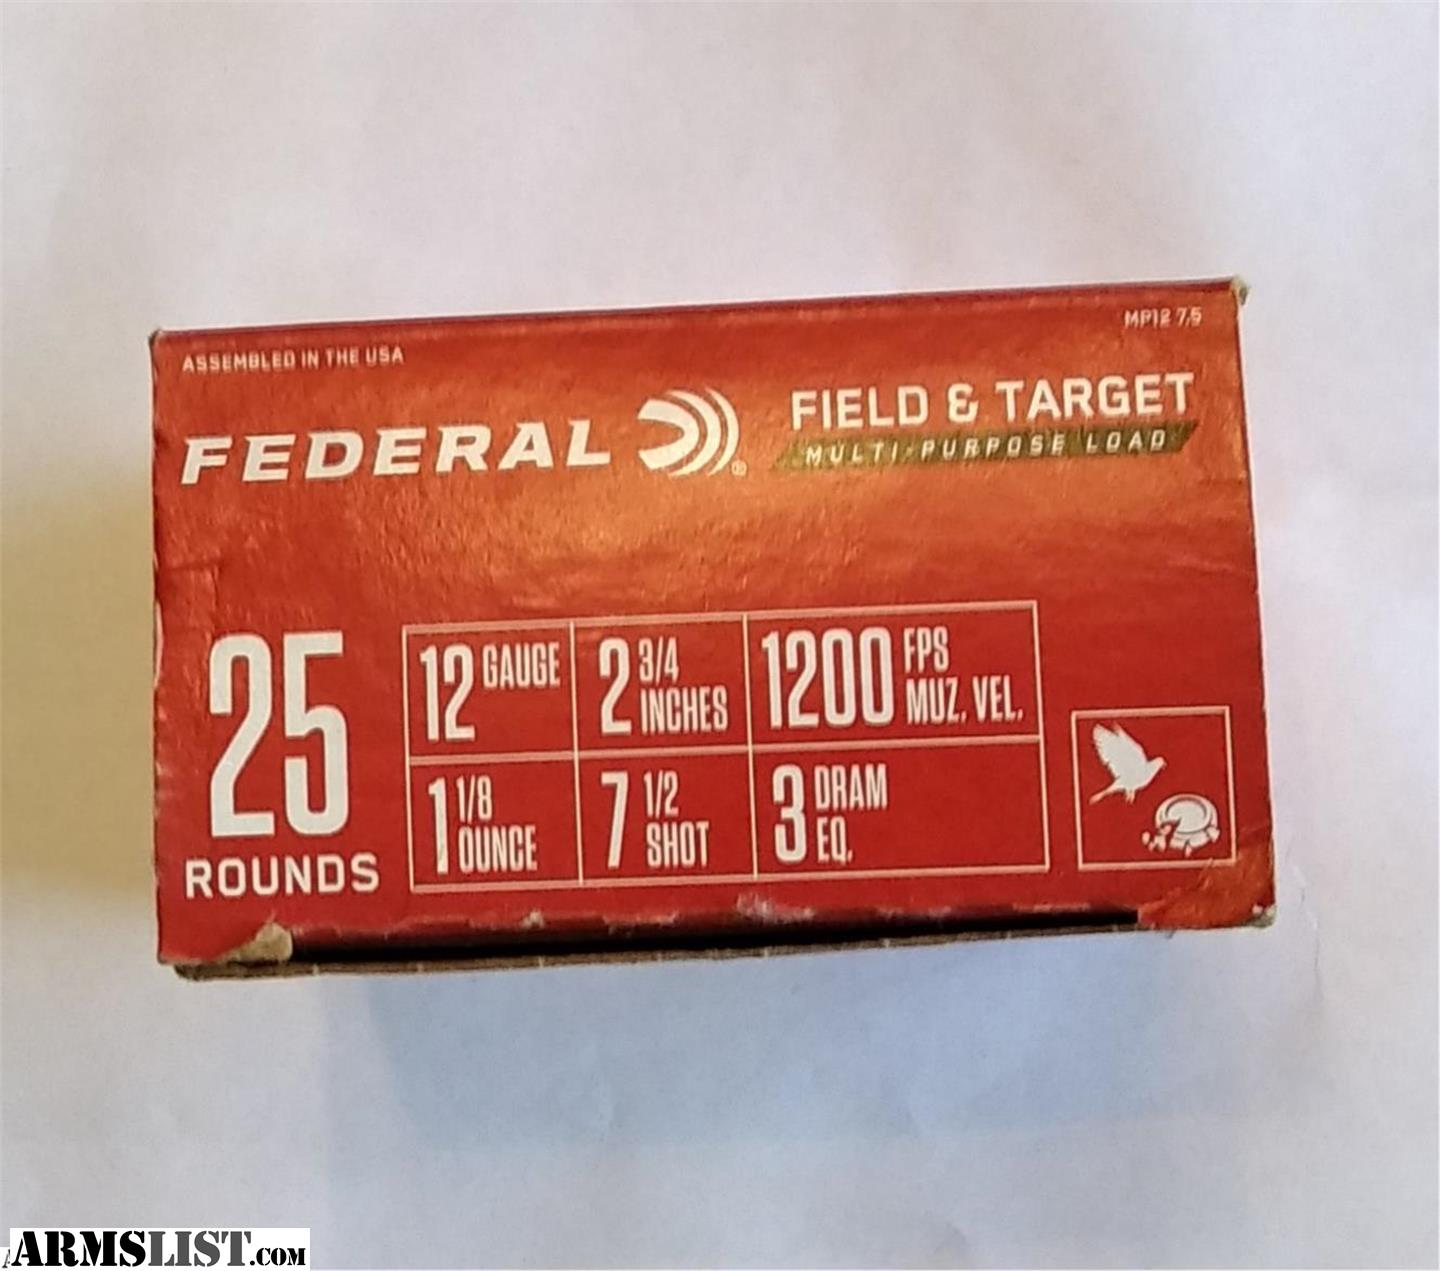 ASSEMBLED IN THE USA
MP12 7.5
FEDERAL®
FIELD & TARGET
MULTI-PURPOSE LOAD
25
ROUNDS
12 GAUGE
2 3/4 INCHES
1200 FPS MUZ. VEL.
1 1/8 OUNCE
7 1/2 SHOT
3 DRAM EQ.
ARMSLIST.COM